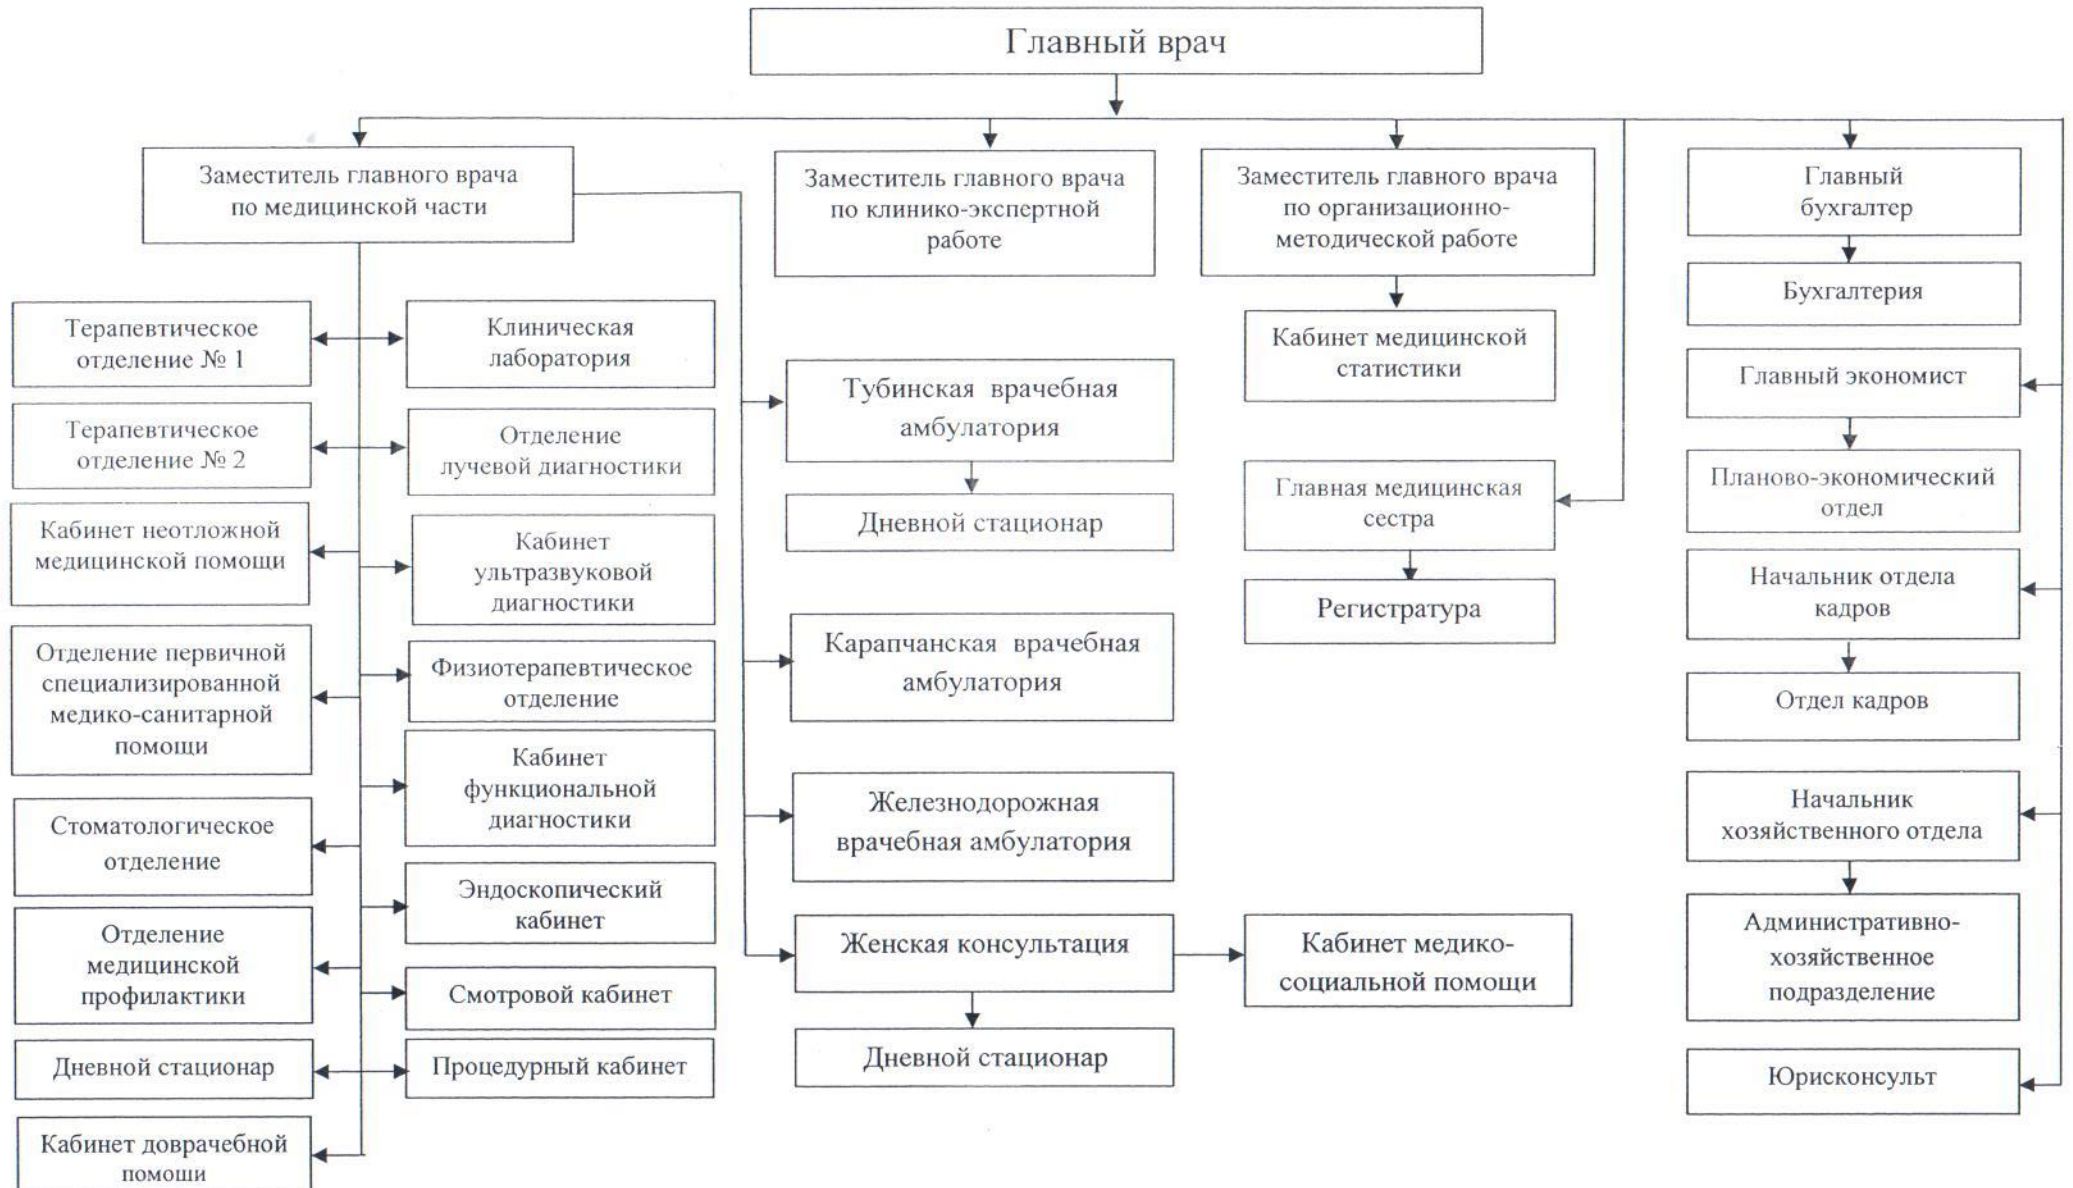 Главный врач
Заместитель главного врача
по медицинской части
Заместитель главного врача
по клинико-экспертной
работе
Заместитель главного врача
по организационно-
методической работе
Главный
бухгалтер
Бухгалтерия
Терапевтическое
отделение № 1
Клиническая
лаборатория
Терапевтическое
отделение № 2
Отделение
лучевой диагностики
Кабинет неотложной
медицинской помощи
Кабинет
ультразвуковой
диагностики
Отделение первичной
специализированной
медико-санитарной
помощи
Физиотерапевтическое
отделение
Кабинет
функциональной
диагностики
Стоматологическое
отделение
Эндоскопический
кабинет
Отделение
медицинской
профилактики
Смотровой кабинет
Дневной стационар
Процедурный кабинет
Кабинет доврачебной
помощи
Тубинская врачебная
амбулатория
Дневной стационар
Карапчанская врачебная
амбулатория
Железнодорожная
врачебная амбулатория
Женская консультация
Дневной стационар
Кабинет медико-
социальной помощи
Кабинет медицинской
статистики
Главная медицинская
сестра
Регистратура
Главный экономист
Планово-экономический
отдел
Начальник отдела
кадров
Отдел кадров
Начальник
хозяйственного отдела
Административно-
хозяйственное
подразделение
Юрисконсульт